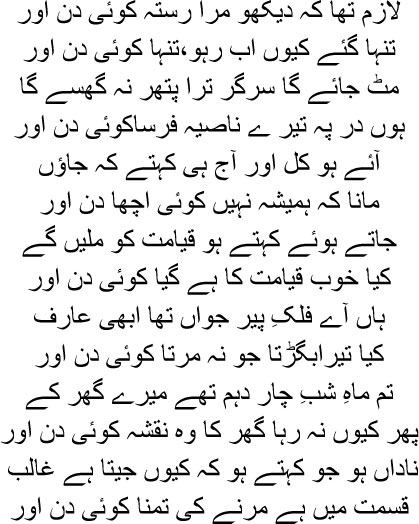 لازم تھا کہ دیکھو مرا رستہ کوئی دن اور
تنہا گئے کیوں اب رہو،تنہا کوئی دن اور
مٹ جائے گا سرگر ترا پتھر نہ گھسے گا
ہوں در پہ تیر ے ناصیہ فرساکوئی دن اور
آئے ہو کل اور آج ہی کہتے کہ جاؤں
مانا کہ ہمیشہ نہیں کوئی اچھا دن اور
جاتے ہوئے کہتے ہو قیامت کو ملیں گے
کیا خوب قیامت کا ہے گیا کوئی دن اور
ہاں آے فلکِ پیر جواں تھا ابھی عارف
کیا تیرابگڑتا جو نہ مرتا کوئی دن اور
تم ماہِ شبِ چار دہم تھے میرے گھر کے
پھر کیوں نہ رہا گھر کا وہ نقشہ کوئی دن اور
ناداں ہو جو کہتے ہو کہ کیوں جیتا ہے غالب
قسمت میں ہے مرنے کی تمنا کوئی دن اور